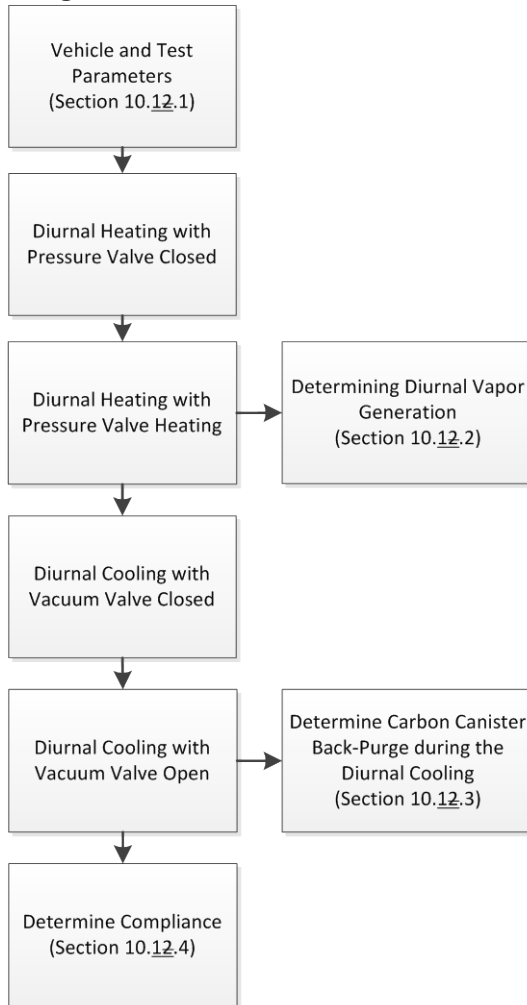 Vehicle and Test
Parameters
(Section 10.12.1)
Diurnal Heating with
Pressure Valve Closed
Diurnal Heating with
Pressure Valve Heating
Determining Diurnal Vapor
Generation
(Section 10.12.2)
Diurnal Cooling with
Vacuum Valve Closed
Diurnal Cooling with
Vacuum Valve Open
Determine Carbon Canister
Back-Purge during the
Diurnal Cooling
(Section 10.12.3)
Determine Compliance
(Section 10.12.4)